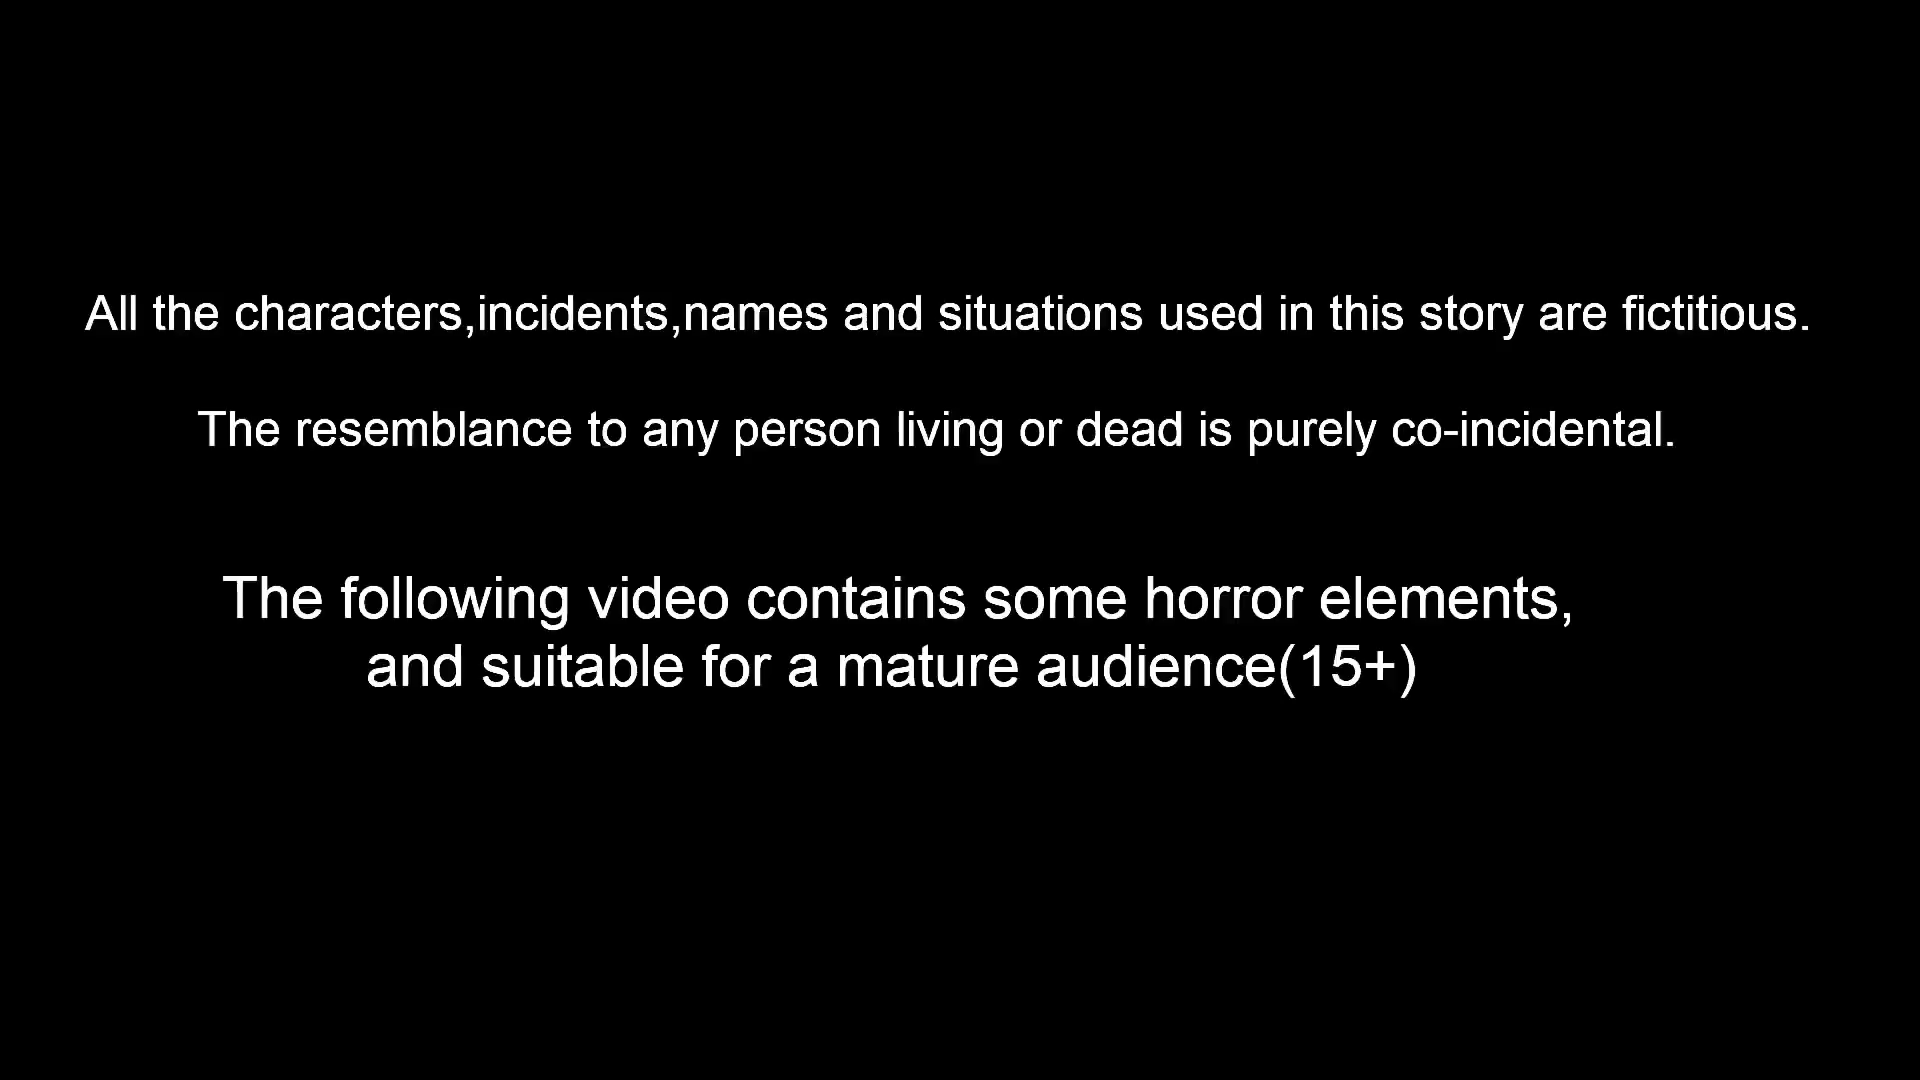 All the characters,incidents,names and situations used in this story are fictitious.
The resemblance to any person living or dead is purely co-incidental.
The following video contains some horror elements,
and suitable for a mature audience(15+)